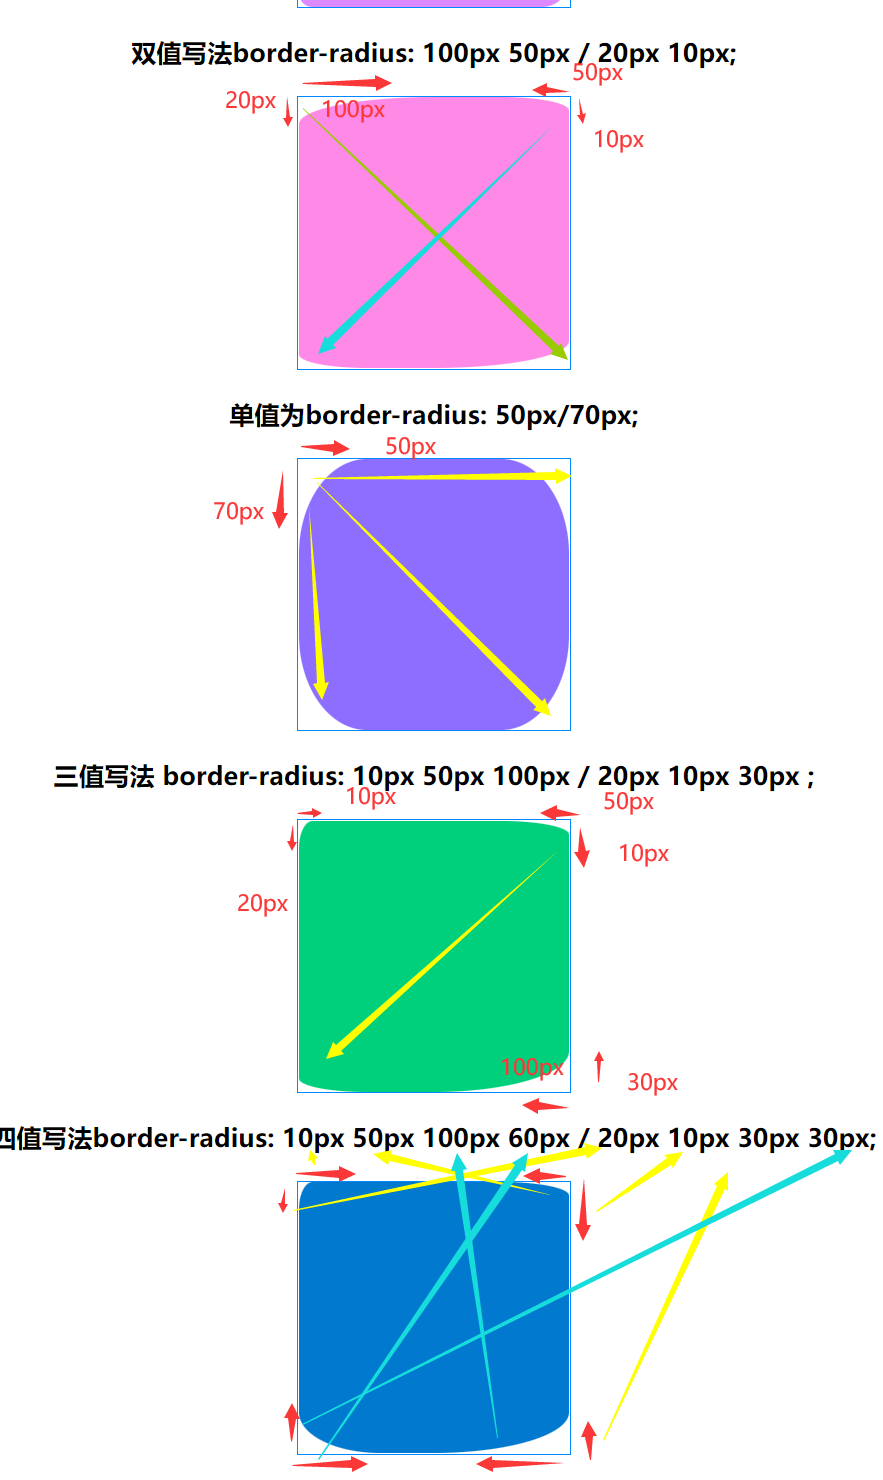 双值写法border-radius: 100px 50px / 20px 10px;
50px
20px
100px
10px
单值为border-radius: 50px/70px;
50px
70px
三值写法 border-radius: 10px 50px 100px / 20px 10px 30px ;
10px
50px
10px
20px
100px
30px
四值写法border-radius: 10px 50px 100px 60px / 20px 10px 30px 30px;